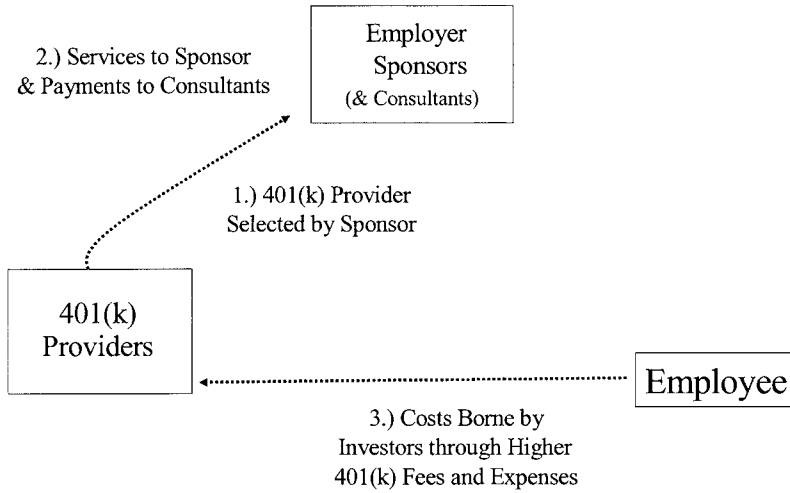 2.) Services to Sponsor
& Payments to Consultants
Employer
Sponsors
(& Consultants)
1.) 401(k) Provider
Selected by Sponsor
401(k)
Providers
Employee
3.) Costs Borne by
Investors through Higher
401(k) Fees and Expenses